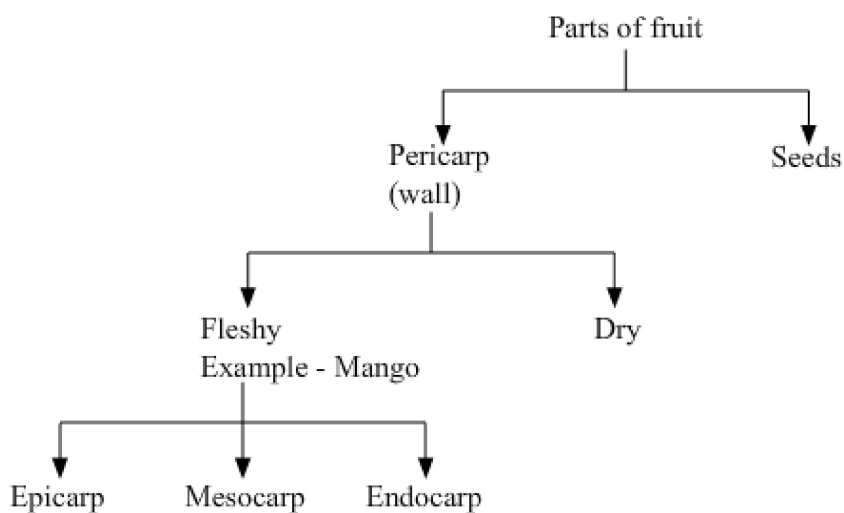 Parts of fruit
Pericarp
(wall)
Seeds
Fleshy
Example - Mango
Dry
Epicarp
Mesocarp
Endocarp